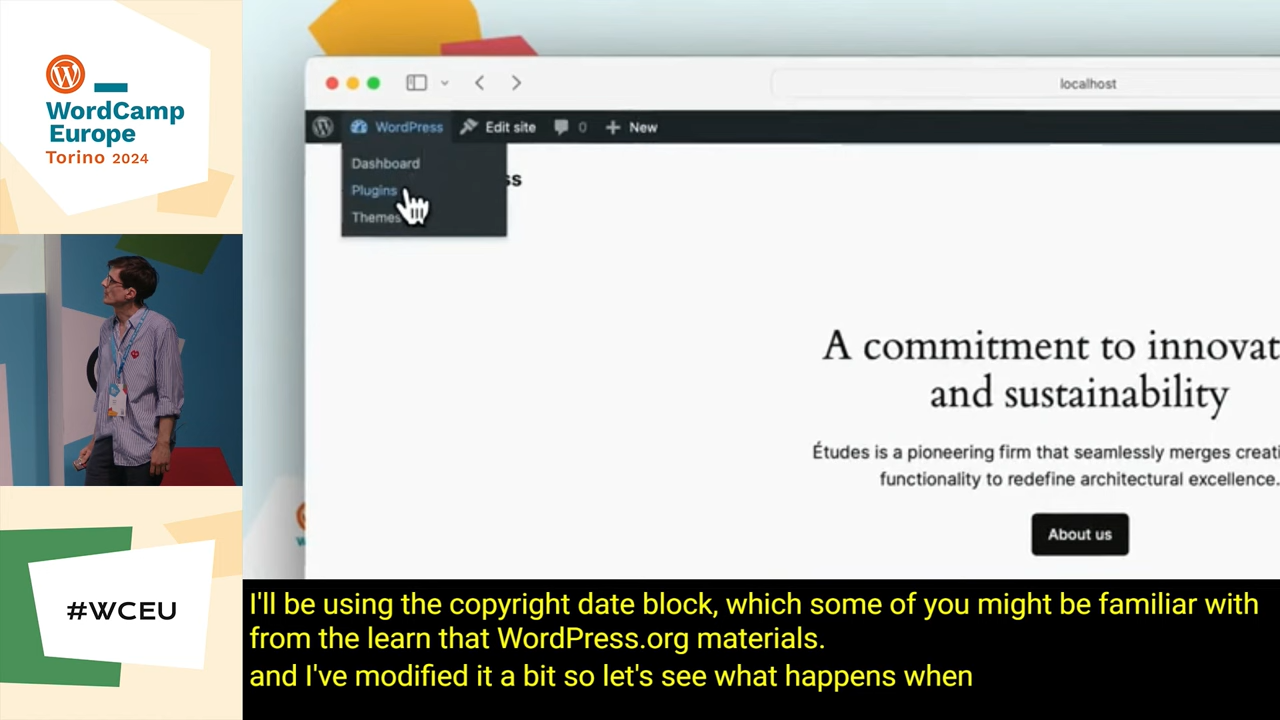 WordCamp
Europe
Torino 2024
localhost
WordPress
Edit site
0
New
Dashboard
Plugins
Themes
ss
A commitment to innovat
and sustainability
Études is a pioneering firm that seamlessly merges creati
functionality to redefine architectural excellence.
About us
#WCEU
I'll be using the copyright date block, which some of you might be familiar with
from the learn that WordPress.org materials.
and I've modified it a bit so let's see what happens when